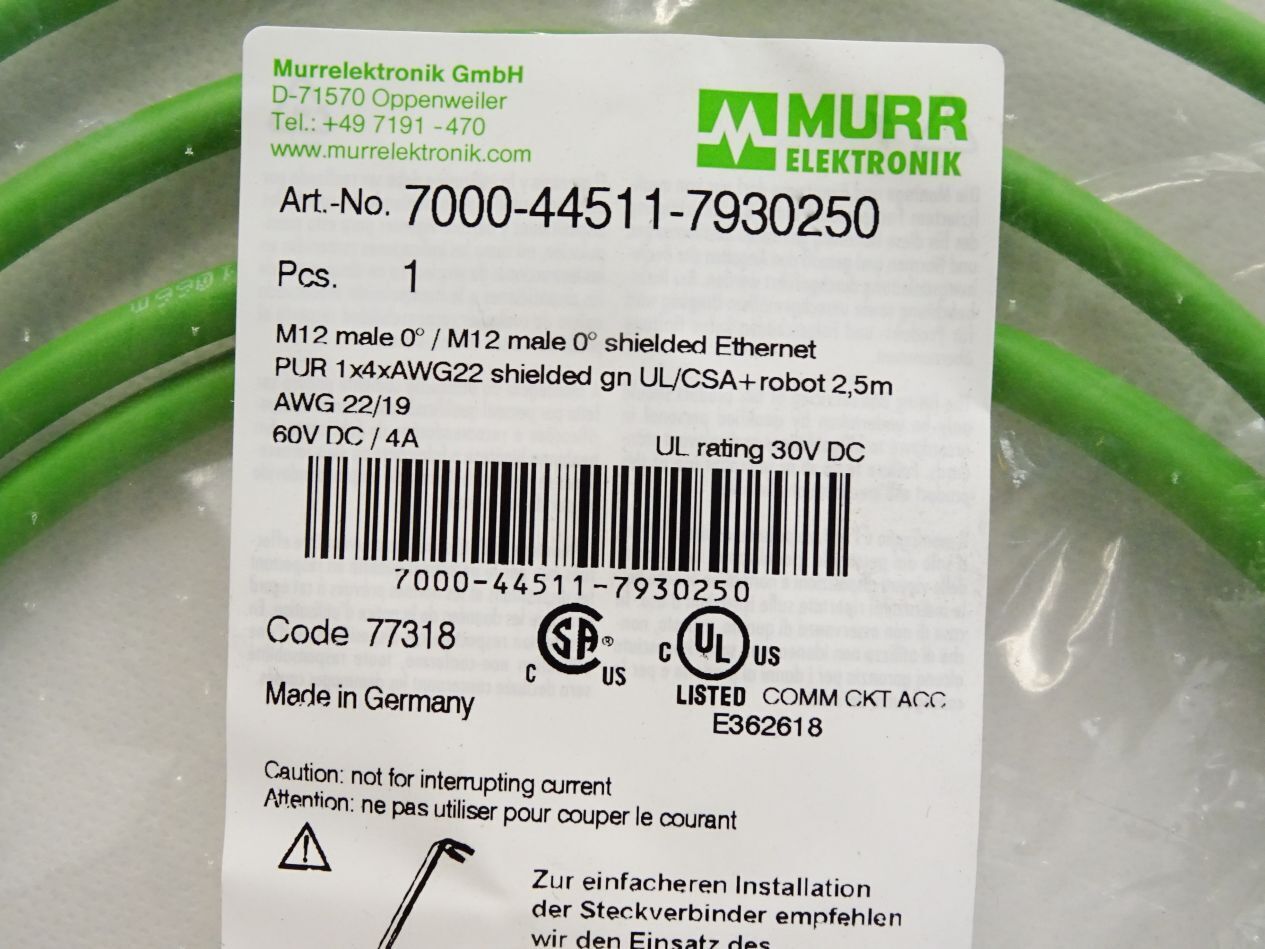 Murrelektronik GmbH
D-71570 Oppenweiler
Tel.: +49 7191 -470
www.murrelektronik.com
MURR
ELEKTRONIK
Art.-No. 7000-44511-7930250
Pcs. 1
M12 male 0° / M12 male 0° shielded Ethernet
PUR 1x4xAWG22 shielded gn UL/CSA+robot 2,5m
AWG 22/19
60V DC / 4A UL rating 30V DC
7000-44511-7930250
Code 77318
C SA ® C US
C UL US
LISTED COMM CKT ACC
E362618
Made in Germany
Caution: not for interrupting current
Attention: ne pas utiliser pour couper le courant
Zur einfacheren Installation
der Steckverbinder empfehlen
wir den Einsatz des